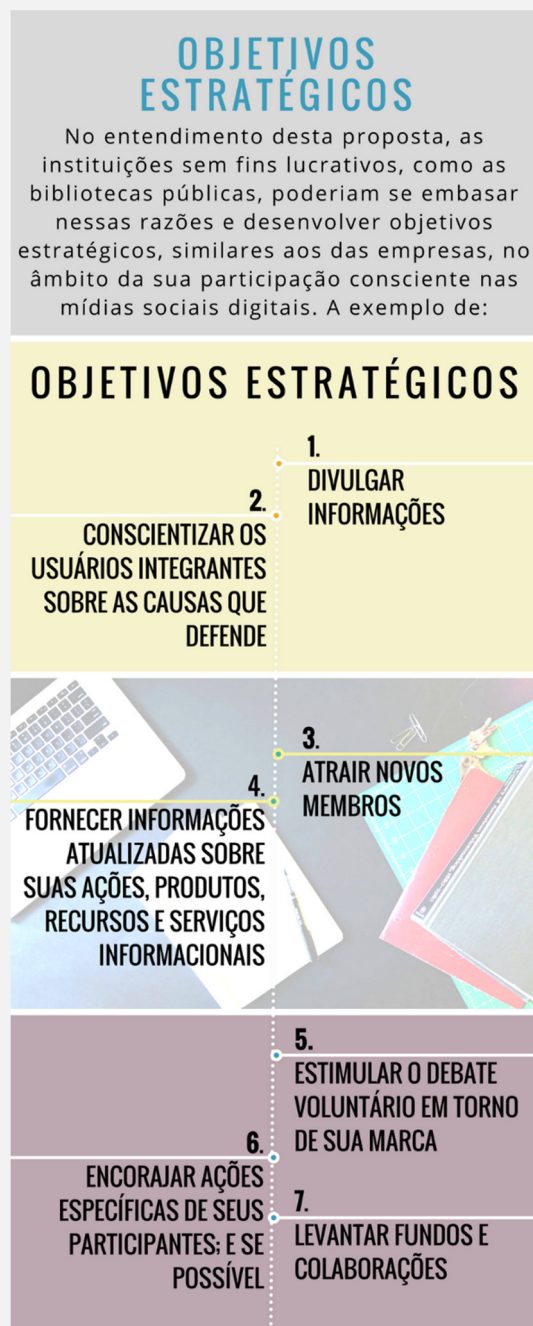 OBJETIVOS
ESTRATÉGICOS
No entendimento desta proposta, as
instituições sem fins lucrativos, como as
bibliotecas públicas, poderiam se embasar
nessas razões e desenvolver objetivos
estratégicos, similares aos das empresas, no
âmbito da sua participação consciente nas
mídias sociais digitais. A exemplo de:
OBJETIVOS ESTRATÉGICOS
1.
DIVULGAR
INFORMAÇÕES
2.
CONSCIENTIZAR OS
USUÁRIOS INTEGRANTES
SOBRE AS CAUSAS QUE
DEFENDE
3.
ATRAIR NOVOS
MEMBROS
4.
FORNECER INFORMAÇÕES
ATUALIZADAS SOBRE
SUAS AÇÕES, PRODUTOS,
RECURSOS E SERVIÇOS
INFORMACIONAIS
5.
ESTIMULAR O DEBATE
VOLUNTÁRIO EM TORNO
DE SUA MARCA
6.
ENCORAJAR AÇÕES
ESPECÍFICAS DE SEUS
PARTICIPANTES; E SE
POSSÍVEL
7.
LEVANTAR FUNDOS E
COLABORAÇÕES